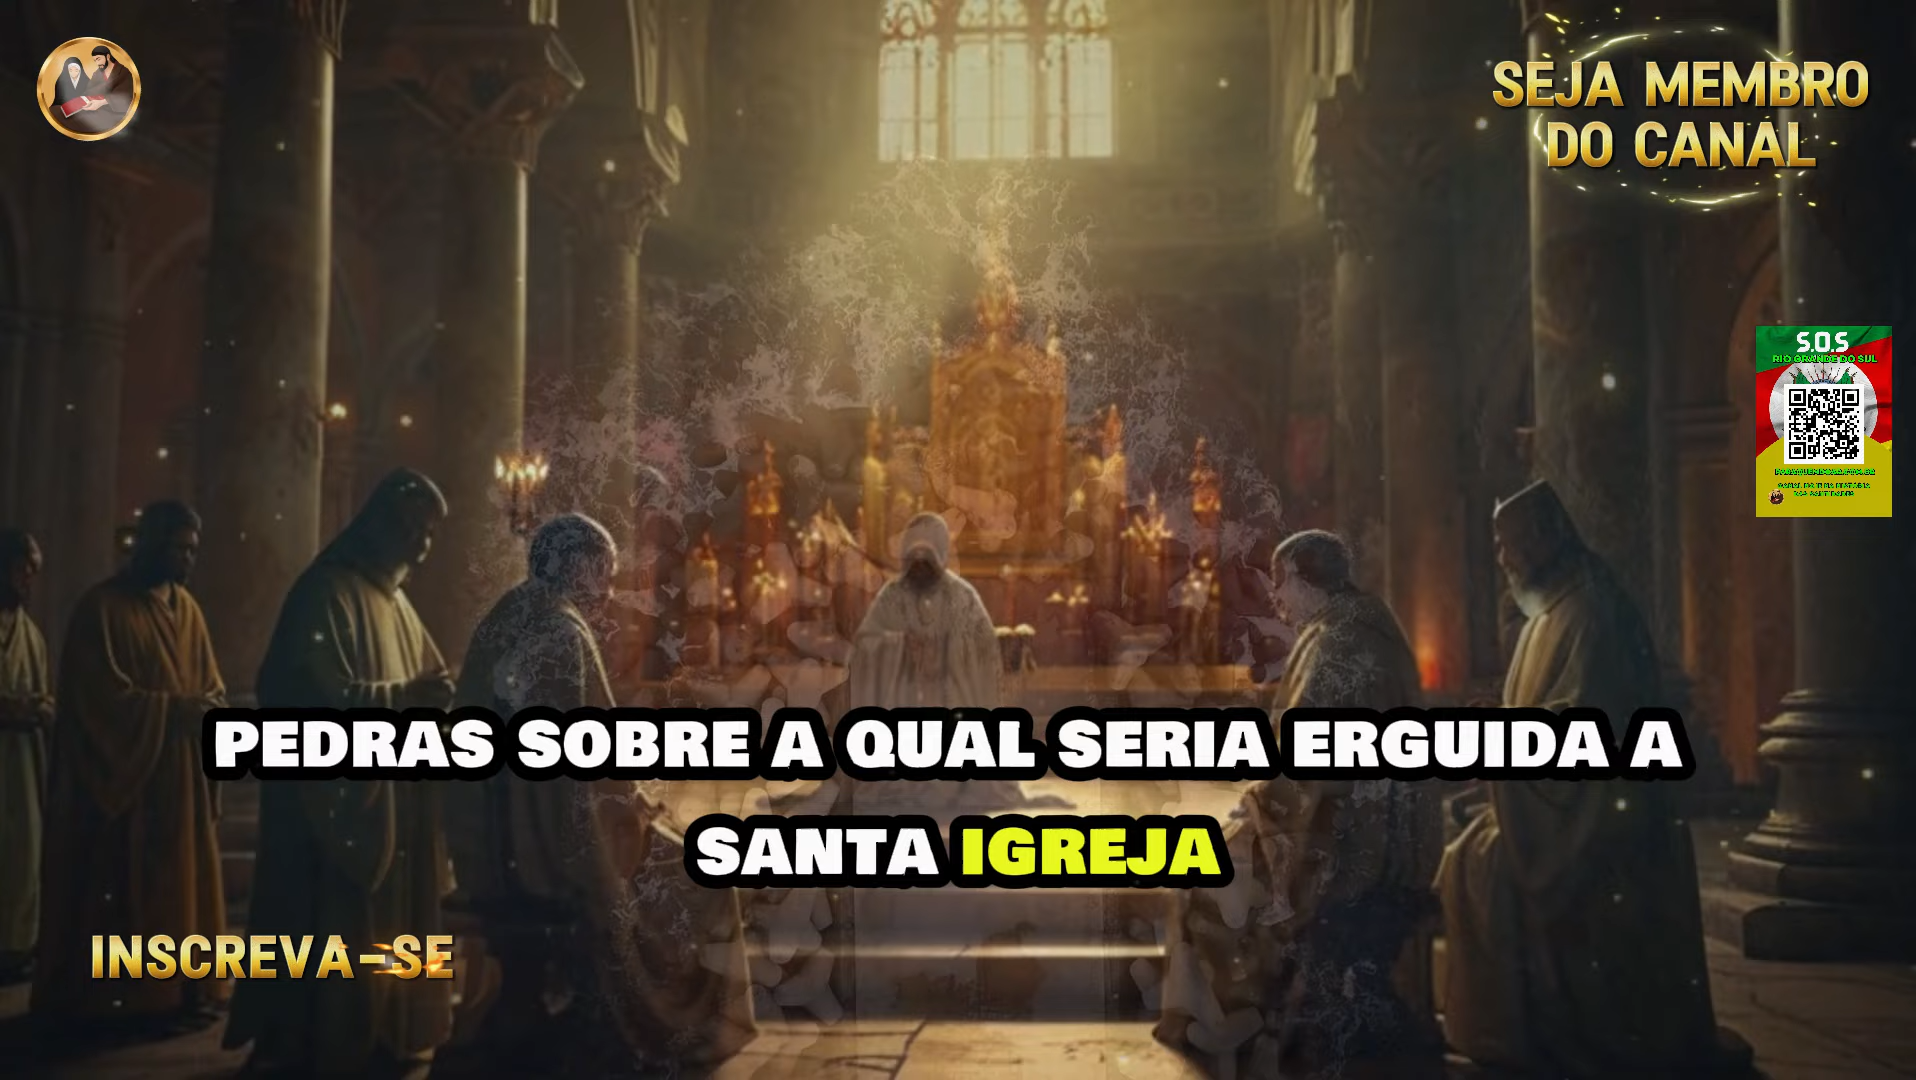 SEJA MEMBRO
DO CANAL
S.O.S
RIO GRANDE DO SUL
PEDRAS SOBRE A QUAL SERIA ERGUIDA A
SANTA IGREJA
INSCREVA-SE